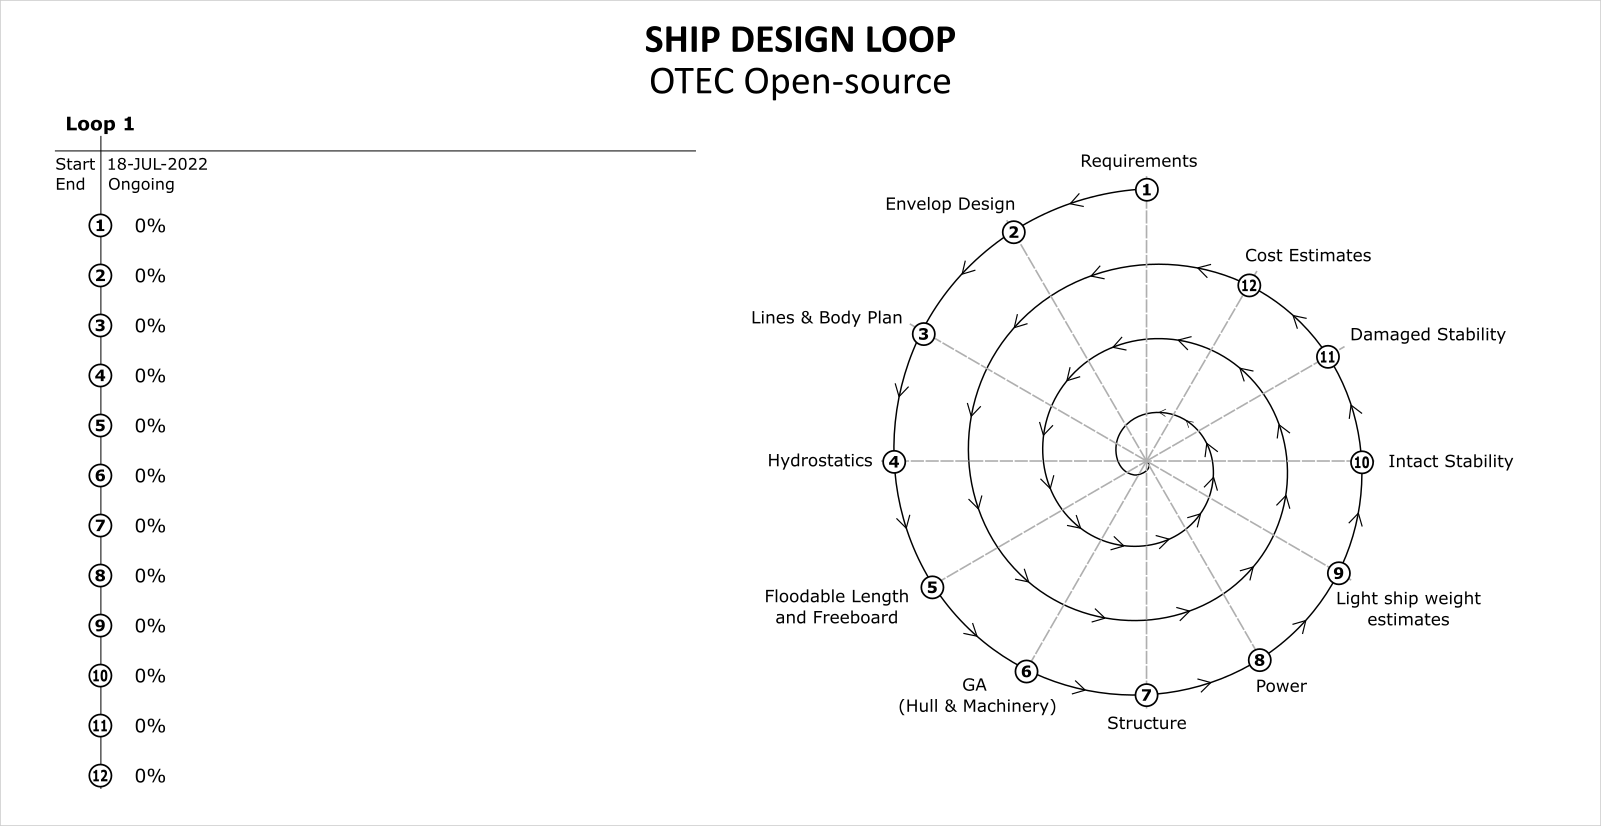 SHIP DESIGN LOOP
OTEC Open-source
Loop 1
Start 18-JUL-2022
End Ongoing
1 0%
2 0%
3 0%
4 0%
5 0%
6 0%
7 0%
8 0%
9 0%
10 0%
11 0%
12 0%
Requirements
1
Envelop Design
2
Lines & Body Plan
3
Hydrostatics
4
5
Floodable Length
and Freeboard
6
GA
(Hull & Machinery)
7
Structure
8
Power
9
Light ship weight
estimates
10
Intact Stability
Damaged Stability
11
Cost Estimates
12